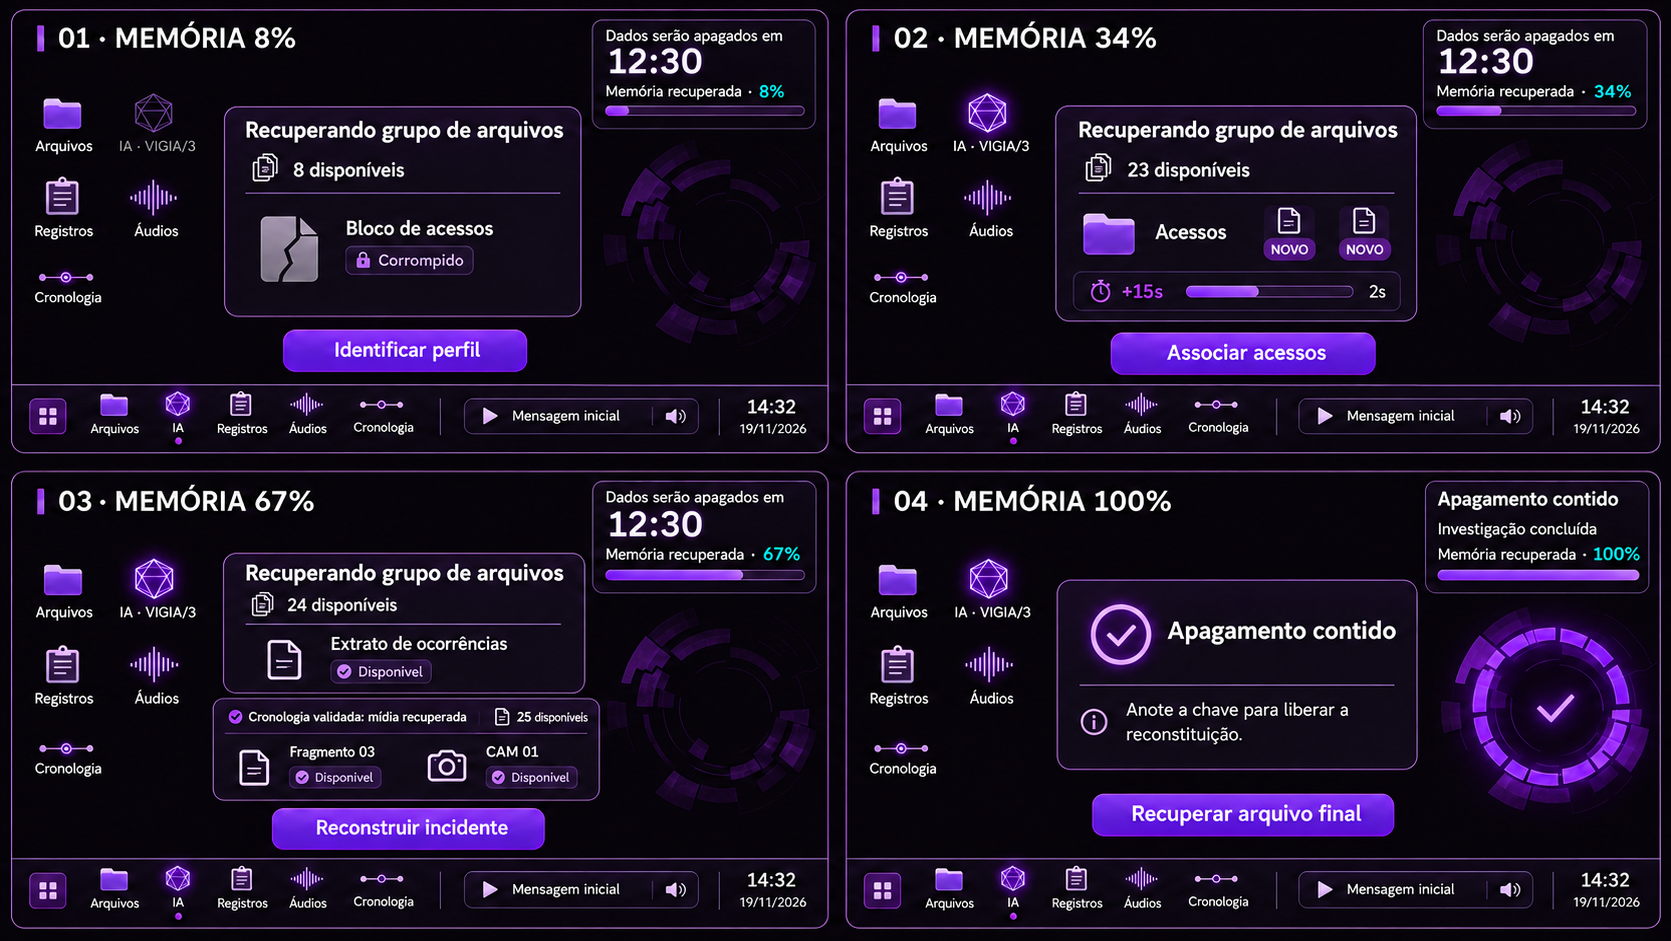 01 · MEMÓRIA 8%
Dados serão apagados em
12:30
Memória recuperada · 8%
Arquivos
IA · VIGIA/3
Registros
Áudios
Cronologia
Recuperando grupo de arquivos
8 disponíveis
Bloco de acessos
Corrompido
Identificar perfil
Arquivos
IA
Registros
Áudios
Cronologia
Mensagem inicial
14:32
19/11/2026
02 · MEMÓRIA 34%
Dados serão apagados em
12:30
Memória recuperada · 34%
Arquivos
IA · VIGIA/3
Registros
Áudios
Cronologia
Recuperando grupo de arquivos
23 disponíveis
Acessos
NOVO
NOVO
+15s
2s
Associar acessos
Arquivos
IA
Registros
Áudios
Cronologia
Mensagem inicial
14:32
19/11/2026
03 · MEMÓRIA 67%
Dados serão apagados em
12:30
Memória recuperada · 67%
Arquivos
IA · VIGIA/3
Registros
Áudios
Cronologia
Recuperando grupo de arquivos
24 disponíveis
Extrato de ocorrências
Disponivel
Cronologia validada: mídia recuperada
25 disponíveis
Fragmento 03
Disponivel
CAM 01
Disponivel
Reconstruir incidente
Arquivos
IA
Registros
Áudios
Cronologia
Mensagem inicial
14:32
19/11/2026
04 · MEMÓRIA 100%
Apagamento contido
Investigação concluída
Memória recuperada · 100%
Arquivos
IA · VIGIA/3
Registros
Áudios
Cronologia
Apagamento contido
Anote a chave para liberar a
reconstituição.
Recuperar arquivo final
Arquivos
IA
Registros
Áudios
Cronologia
Mensagem inicial
14:32
19/11/2026